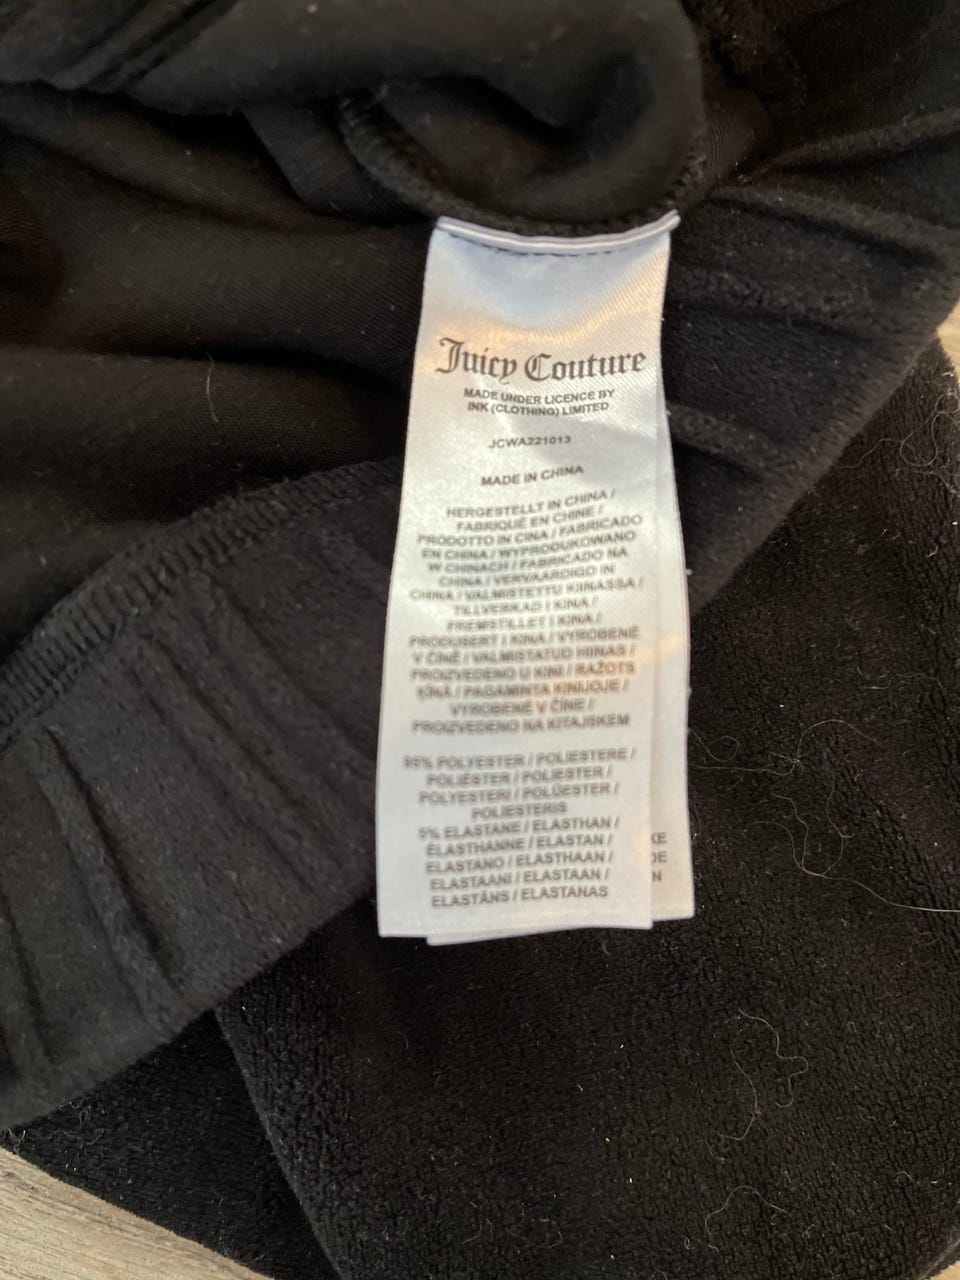 Juicy Couture
MADE UNDER LICENCE BY
INK (CLOTHING) LIMITED
JCWA221013
MADE IN CHINA
HERGESTELLT IN CHINA /
FABRIQUÉ EN CHINE /
PRODOTTO IN CINA / FABRICADO
EN CHINA / WYPRODUKOWANO
W CHINACH / FABRICADO NA
CHINA / VERVAARDIGD IN
CHINA / VALMISTETTU KIINASSA /
TILLVERKAD I KINA /
FREMSTILLET I KINA /
PRODUSERT I KINA / VYROBENÉ
V ČÍNĚ / VALMISTATUD HIINAS /
PROIZVEDENO U KINI / RAŽOTS
ĶĪNĀ / PAGAMINTA KINIJOJE /
VYROBENÉ V ČÍNE /
PROIZVEDENO NA KITAJSKEM
95% POLYESTER / POLIESTERE /
POLIÉSTER / POLIESTER /
POLYESTERI / POLÜESTER /
POLIESTERIS
5% ELASTANE / ELASTHAN /
ÉLASTHANNE / ELASTAN /
ELASTANO / ELASTHAAN /
ELASTAANI / ELASTAAN /
ELASTĀNS / ELASTANAS